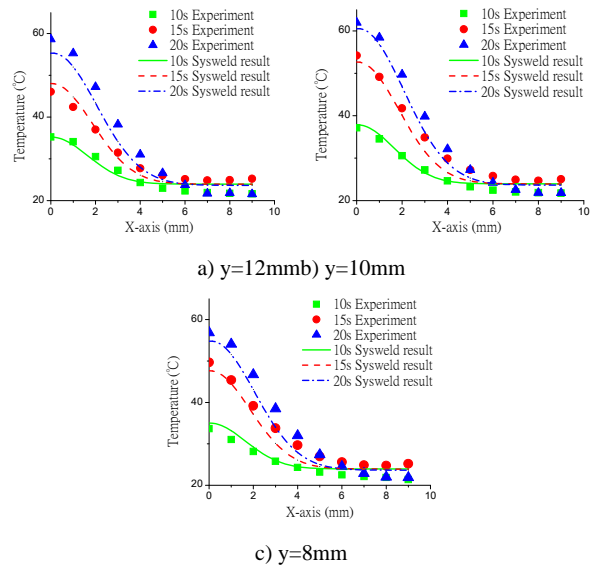 10s Experiment
15s Experiment
20s Experiment
10s Sysweld result
15s Sysweld result
20s Sysweld result
Temperature (℃)
60
40
20
0 2 4 6 8 10
X-axis (mm)
10s Experiment
15s Experiment
20s Experiment
10s Sysweld result
15s Sysweld result
20s Sysweld result
Temperature (℃)
60
40
20
0 2 4 6 8 10
X-axis (mm)
a) y=12mmb) y=10mm
10s Experiment
15s Experiment
20s Experiment
10s Sysweld result
15s Sysweld result
20s Sysweld result
Temperature (℃)
60
40
20
0 2 4 6 8 10
X-axis (mm)
c) y=8mm